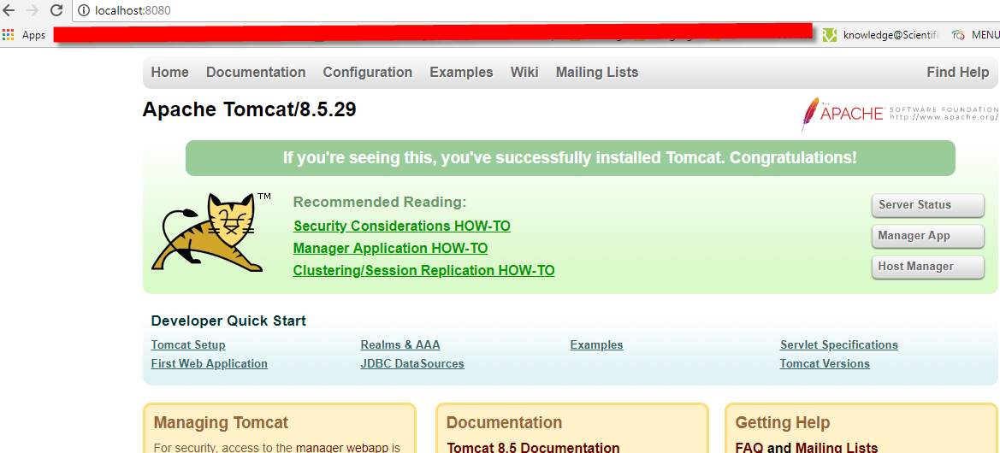 localhost:8080
Apps knowledge@Scientifi MENU
Home Documentation Configuration Examples Wiki Mailing Lists Find Help
Apache Tomcat/8.5.29
THE
APACHE SOFTWARE FOUNDATION
http://www.apache.org/
If you're seeing this, you've successfully installed Tomcat. Congratulations!
TM
Recommended Reading:
Security Considerations HOW-TO
Manager Application HOW-TO
Clustering/Session Replication HOW-TO
Server Status
Manager App
Host Manager
Developer Quick Start
Tomcat Setup Realms & AAA Examples Servlet Specifications
First Web Application JDBC DataSources Tomcat Versions
Managing Tomcat
For security, access to the manager webapp is
Documentation
Tomcat 8.5 Documentation
Getting Help
FAQ and Mailing Lists